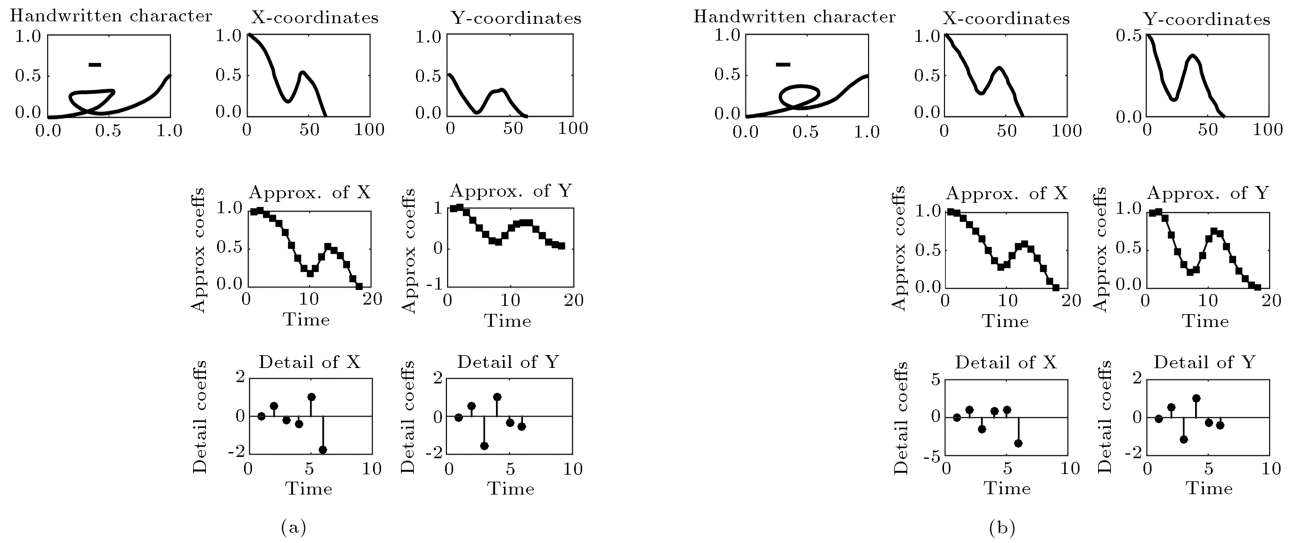 Handwritten character X-coordinates Y-coordinates
1.0 0.5 0.0 0.0 0.5 1.0
1.0 0.5 0 0 50 100
1.0 0.5 0 0 50 100
Approx. of X Approx. of Y
Approx coeffs 1.0 0.5 0.0 0 10 20 Time
Approx coeffs 1 0 -1 0 10 20 Time
Detail of X Detail of Y
Detail coeffs 2 0 -2 0 5 10 Time
Detail coeffs 2 0 -2 0 5 10 Time
(a)
Handwritten character X-coordinates Y-coordinates
1.0 0.5 0.0 0.0 0.5 1.0
1.0 0.5 0 0 50 100
0.5 0.0 0 50 100
Approx. of X Approx. of Y
Approx coeffs 1.0 0.5 0.0 0 10 20 Time
Approx coeffs 1.0 0.5 0.0 0 10 20 Time
Detail of X Detail of Y
Detail coeffs 5 0 -5 0 5 10 Time
Detail coeffs 2 0 -2 0 5 10 Time
(b)